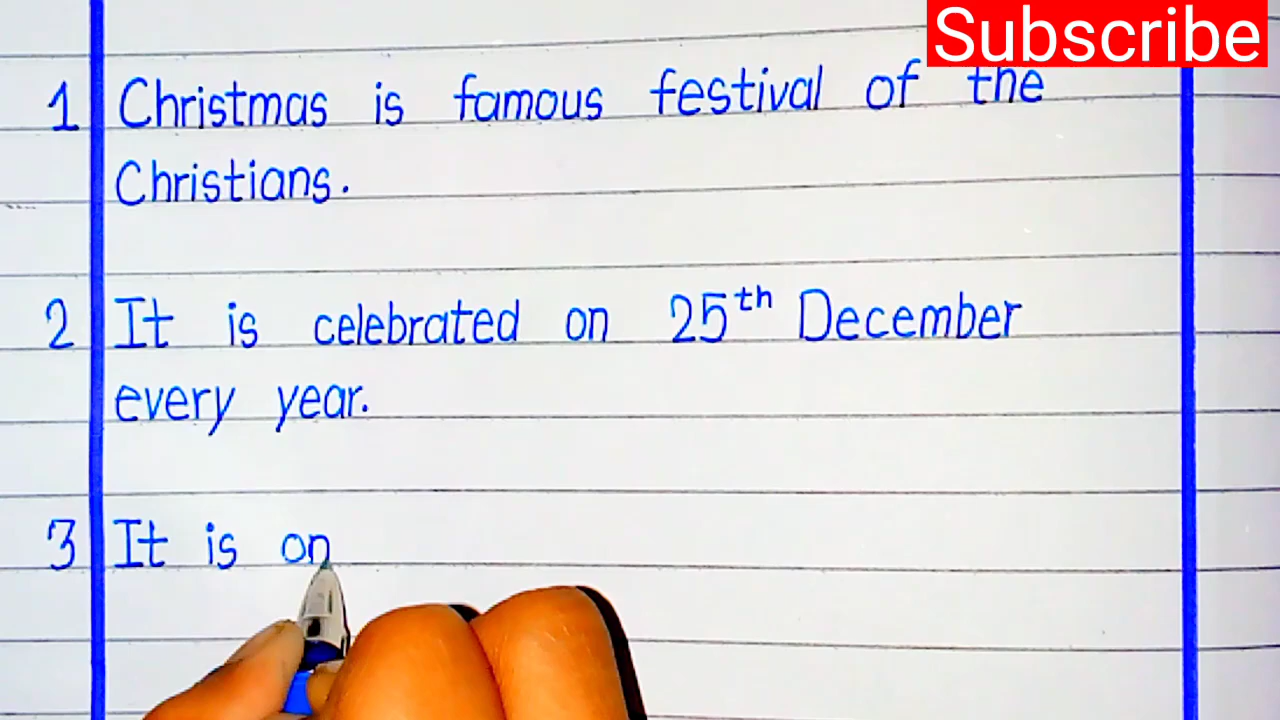 Subscribe
1 Christmas is famous festival of the
Christians.
2 It is celebrated on 25th December
every year.
3 It is on